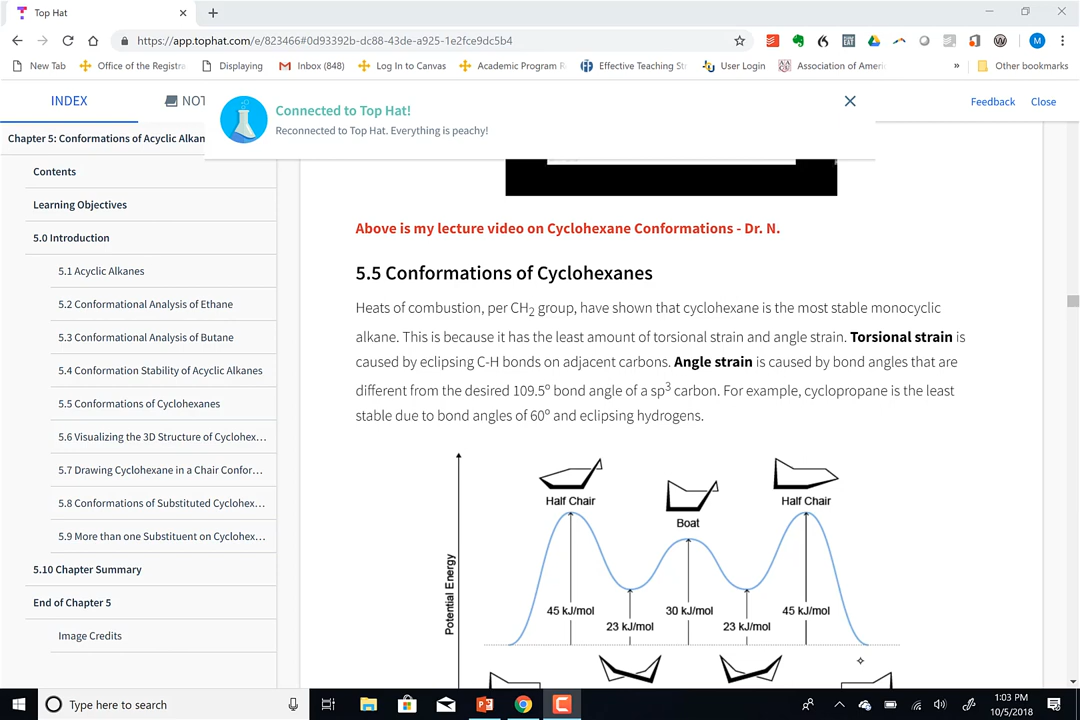 Top Hat
https://app.tophat.com/e/823466#0d93392b-dc88-43de-a925-1e2fce9dc5b4
New Tab
Office of the Registra
Displaying
Inbox (848)
Log In to Canvas
Academic Program R
Effective Teaching St
User Login
Association of Ameri
»
Other bookmarks
INDEX
NOT
Connected to Top Hat!
Reconnected to Top Hat. Everything is peachy!
Feedback
Close
Chapter 5: Conformations of Acyclic Alkan
Contents
Learning Objectives
5.0 Introduction
5.1 Acyclic Alkanes
5.2 Conformational Analysis of Ethane
5.3 Conformational Analysis of Butane
5.4 Conformation Stability of Acyclic Alkanes
5.5 Conformations of Cyclohexanes
5.6 Visualizing the 3D Structure of Cyclohex...
5.7 Drawing Cyclohexane in a Chair Confor...
5.8 Conformations of Substituted Cyclohex...
5.9 More than one Substituent on Cyclohex...
5.10 Chapter Summary
End of Chapter 5
Image Credits
Above is my lecture video on Cyclohexane Conformations - Dr. N.
5.5 Conformations of Cyclohexanes
Heats of combustion, per CH2 group, have shown that cyclohexane is the most stable monocyclic
alkane. This is because it has the least amount of torsional strain and angle strain. Torsional strain is
caused by eclipsing C-H bonds on adjacent carbons. Angle strain is caused by bond angles that are
different from the desired 109.5º bond angle of a sp3 carbon. For example, cyclopropane is the least
stable due to bond angles of 60º and eclipsing hydrogens.
Half Chair
Boat
Half Chair
Potential Energy
45 kJ/mol
23 kJ/mol
30 kJ/mol
23 kJ/mol
45 kJ/mol
Type here to search
1:03 PM
10/5/2018